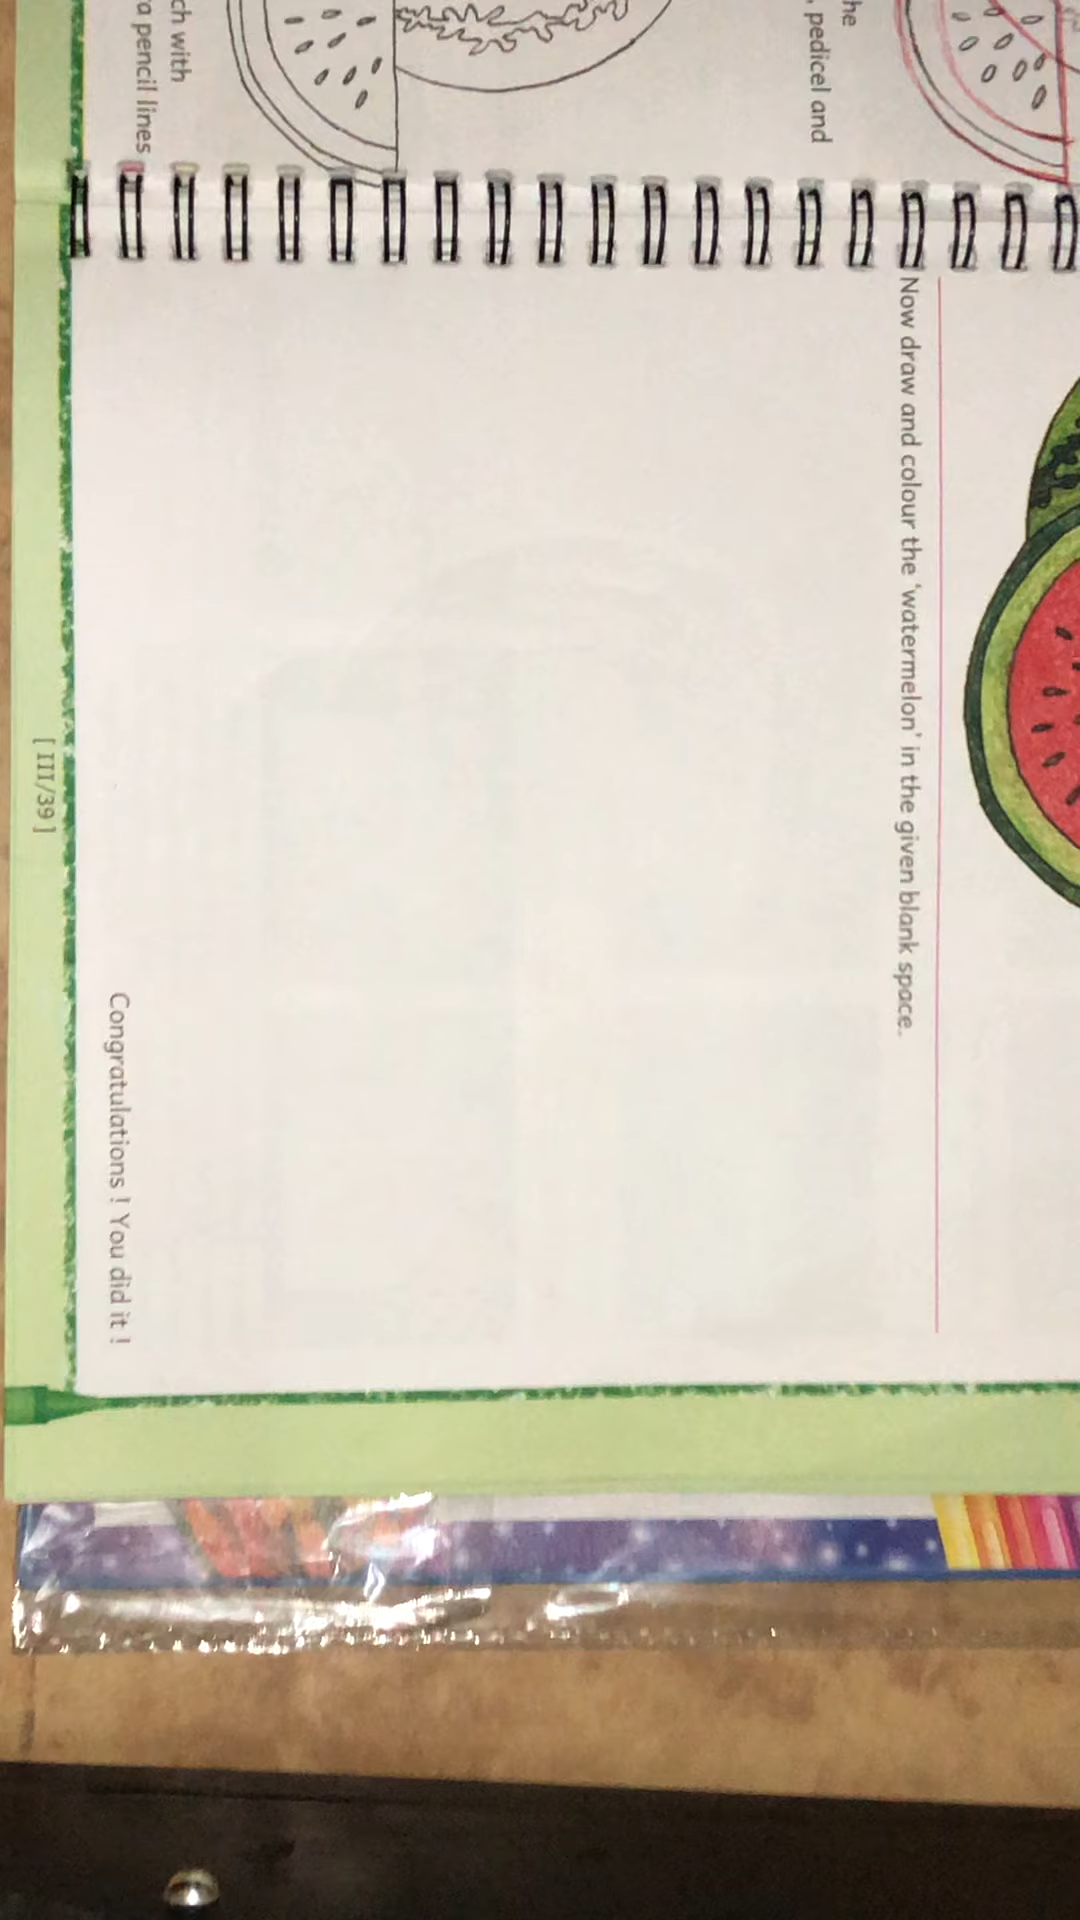 he
, pedicel and
ch with
a pencil lines
Now draw and colour the 'watermelon' in the given blank space.
Congratulations ! You did it !
[ III/39 ]